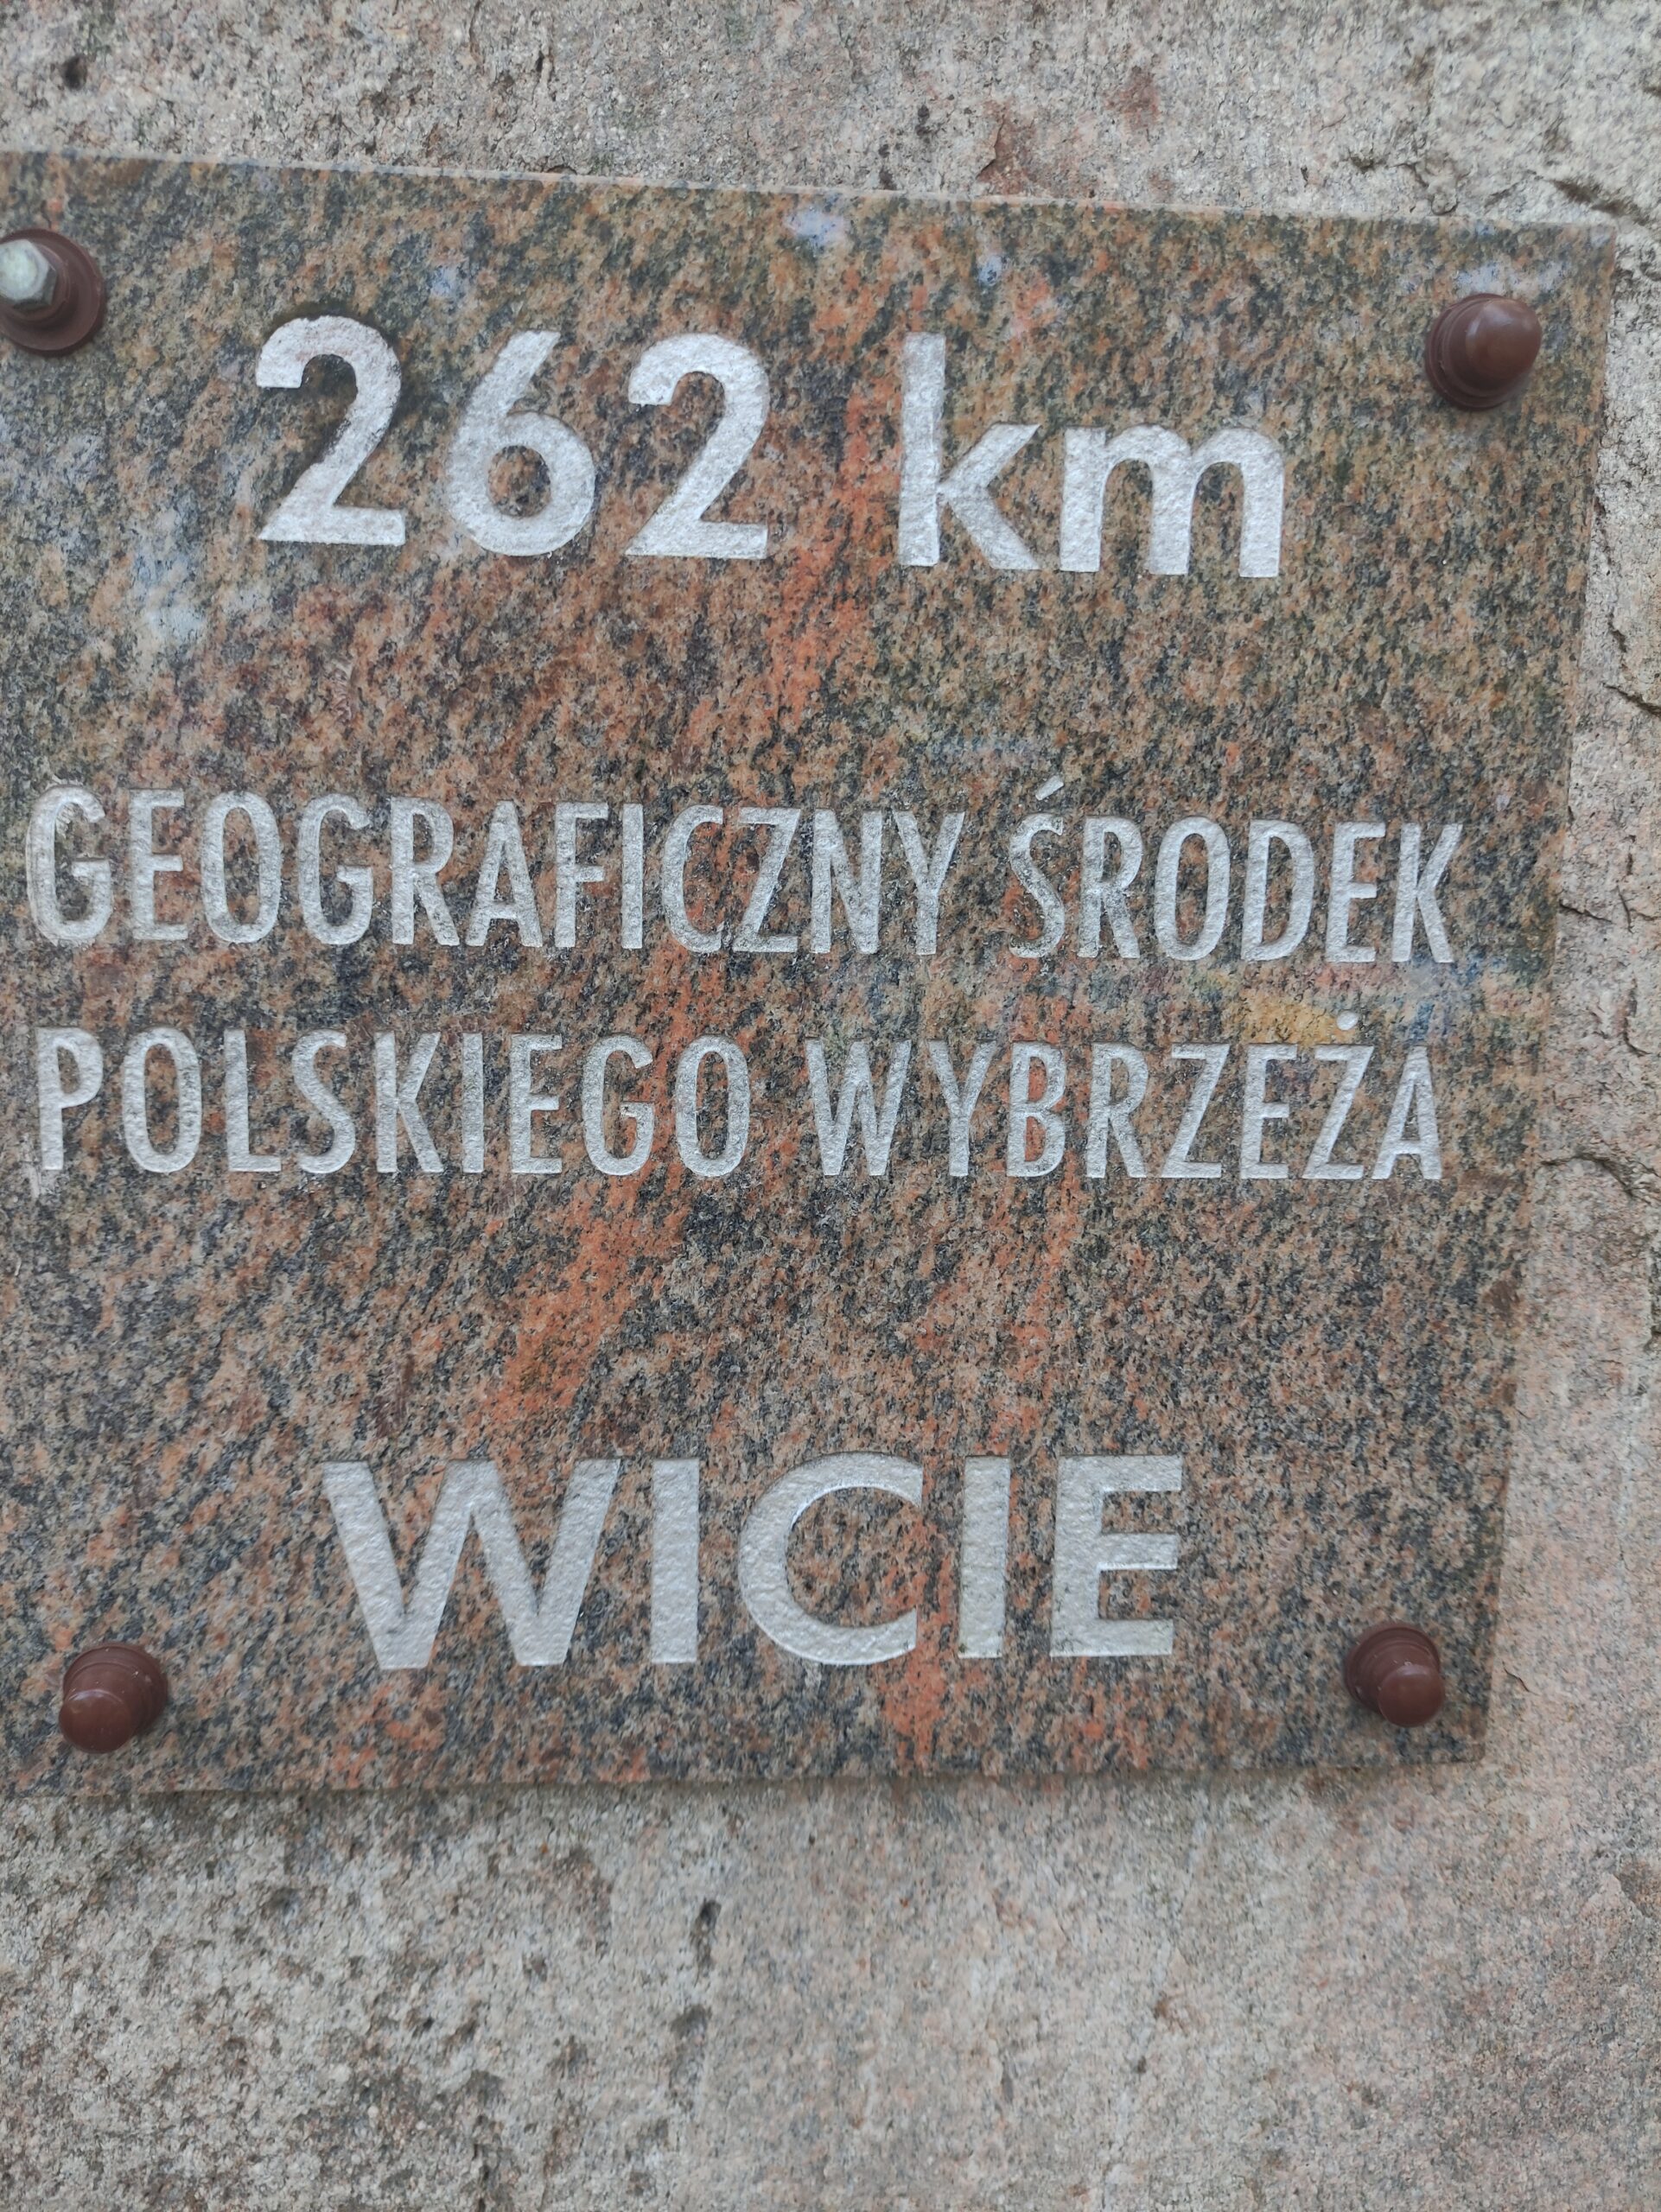 262 km
GEOGRAFICZNY ŚRODEK
POLSKIEGO WYBRZEŻA
WICIE